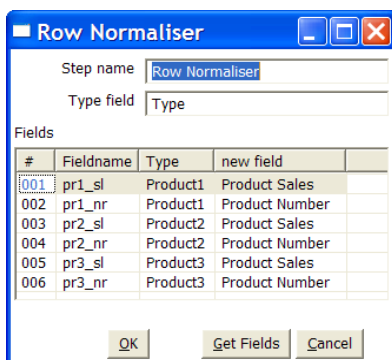 Row Normaliser
Step name Row Normaliser
Type field Type
Fields
# Fieldname Type new field
001 pr1_sl Product1 Product Sales
002 pr1_nr Product1 Product Number
003 pr2_sl Product2 Product Sales
004 pr2_nr Product2 Product Number
005 pr3_sl Product3 Product Sales
006 pr3_nr Product3 Product Number
OK Get Fields Cancel